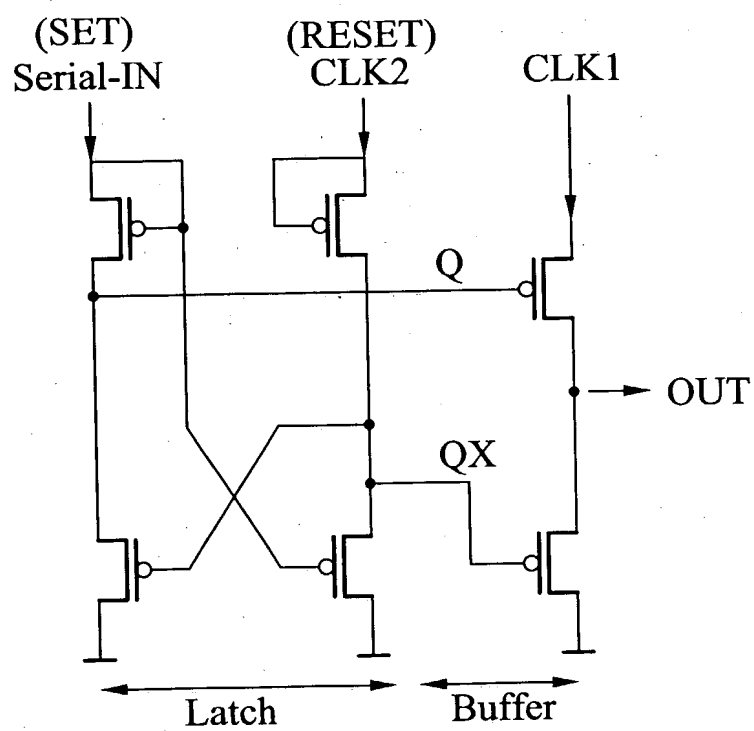 (SET)
Serial-IN
(RESET)
CLK2
CLK1
Q
OUT
QX
Latch
Buffer